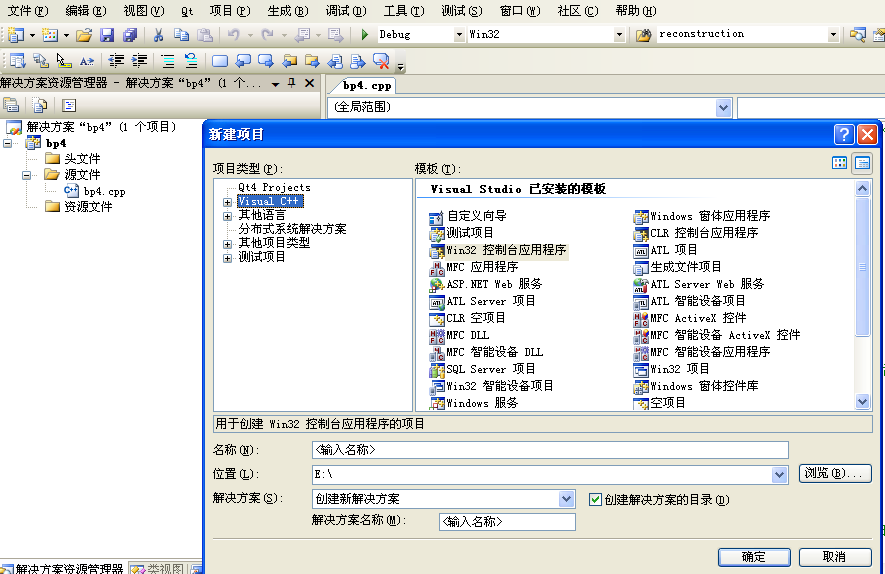 文件(F) 编辑(E) 视图(V) Qt 项目(P) 生成(B) 调试(D) 工具(T) 测试(S) 窗口(W) 社区(C) 帮助(H)
Debug Win32 reconstruction
解决方案资源管理器 - 解决方案“bp4”(1 个...
bp4.cpp
(全局范围)
解决方案“bp4”(1 个项目)
bp4
头文件
源文件
bp4.cpp
资源文件
新建项目
项目类型(P):
Qt4 Projects
Visual C++
其他语言
分布式系统解决方案
其他项目类型
测试项目
模板(T):
Visual Studio 已安装的模板
自定义向导 Windows 窗体应用程序
测试项目 CLR 控制台应用程序
Win32 控制台应用程序 ATL 项目
MFC 应用程序 生成文件项目
ASP.NET Web 服务 ATL Server Web 服务
ATL Server 项目 ATL 智能设备项目
CLR 空项目 MFC ActiveX 控件
MFC DLL MFC 智能设备 ActiveX 控件
MFC 智能设备 DLL MFC 智能设备应用程序
SQL Server 项目 Win32 项目
Win32 智能设备项目 Windows 窗体控件库
Windows 服务 空项目
用于创建 Win32 控制台应用程序的项目
名称(N): <输入名称>
位置(L): E:\ 浏览(B)...
解决方案(S): 创建新解决方案 创建解决方案的目录(D)
解决方案名称(M): <输入名称>
确定 取消
解决方案资源管理器 类视图